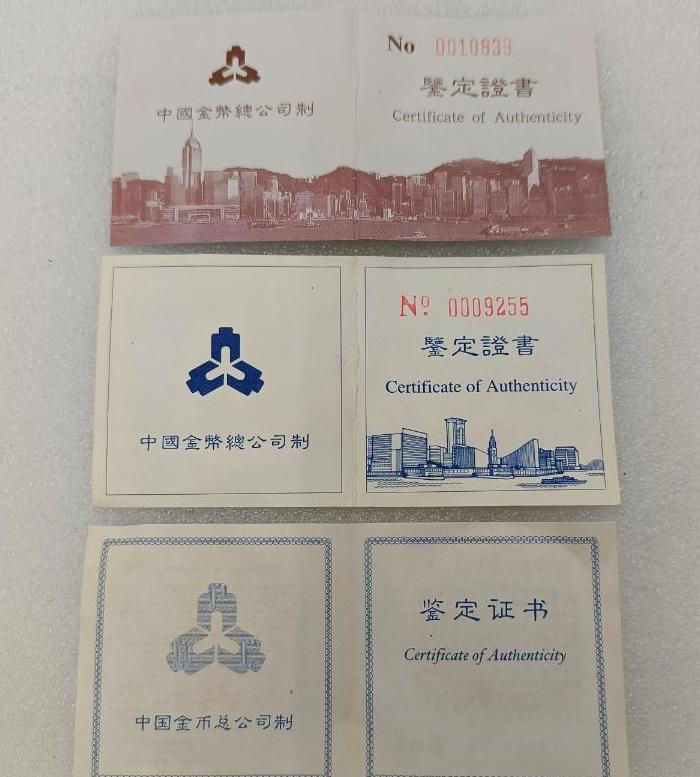 中國金幣總公司制
No 0010839
鑒定證書
Certificate of Authenticity
中國金幣總公司制
No 0009255
鑒定證書
Certificate of Authenticity
中国金币总公司制
鉴定证书
Certificate of Authenticity